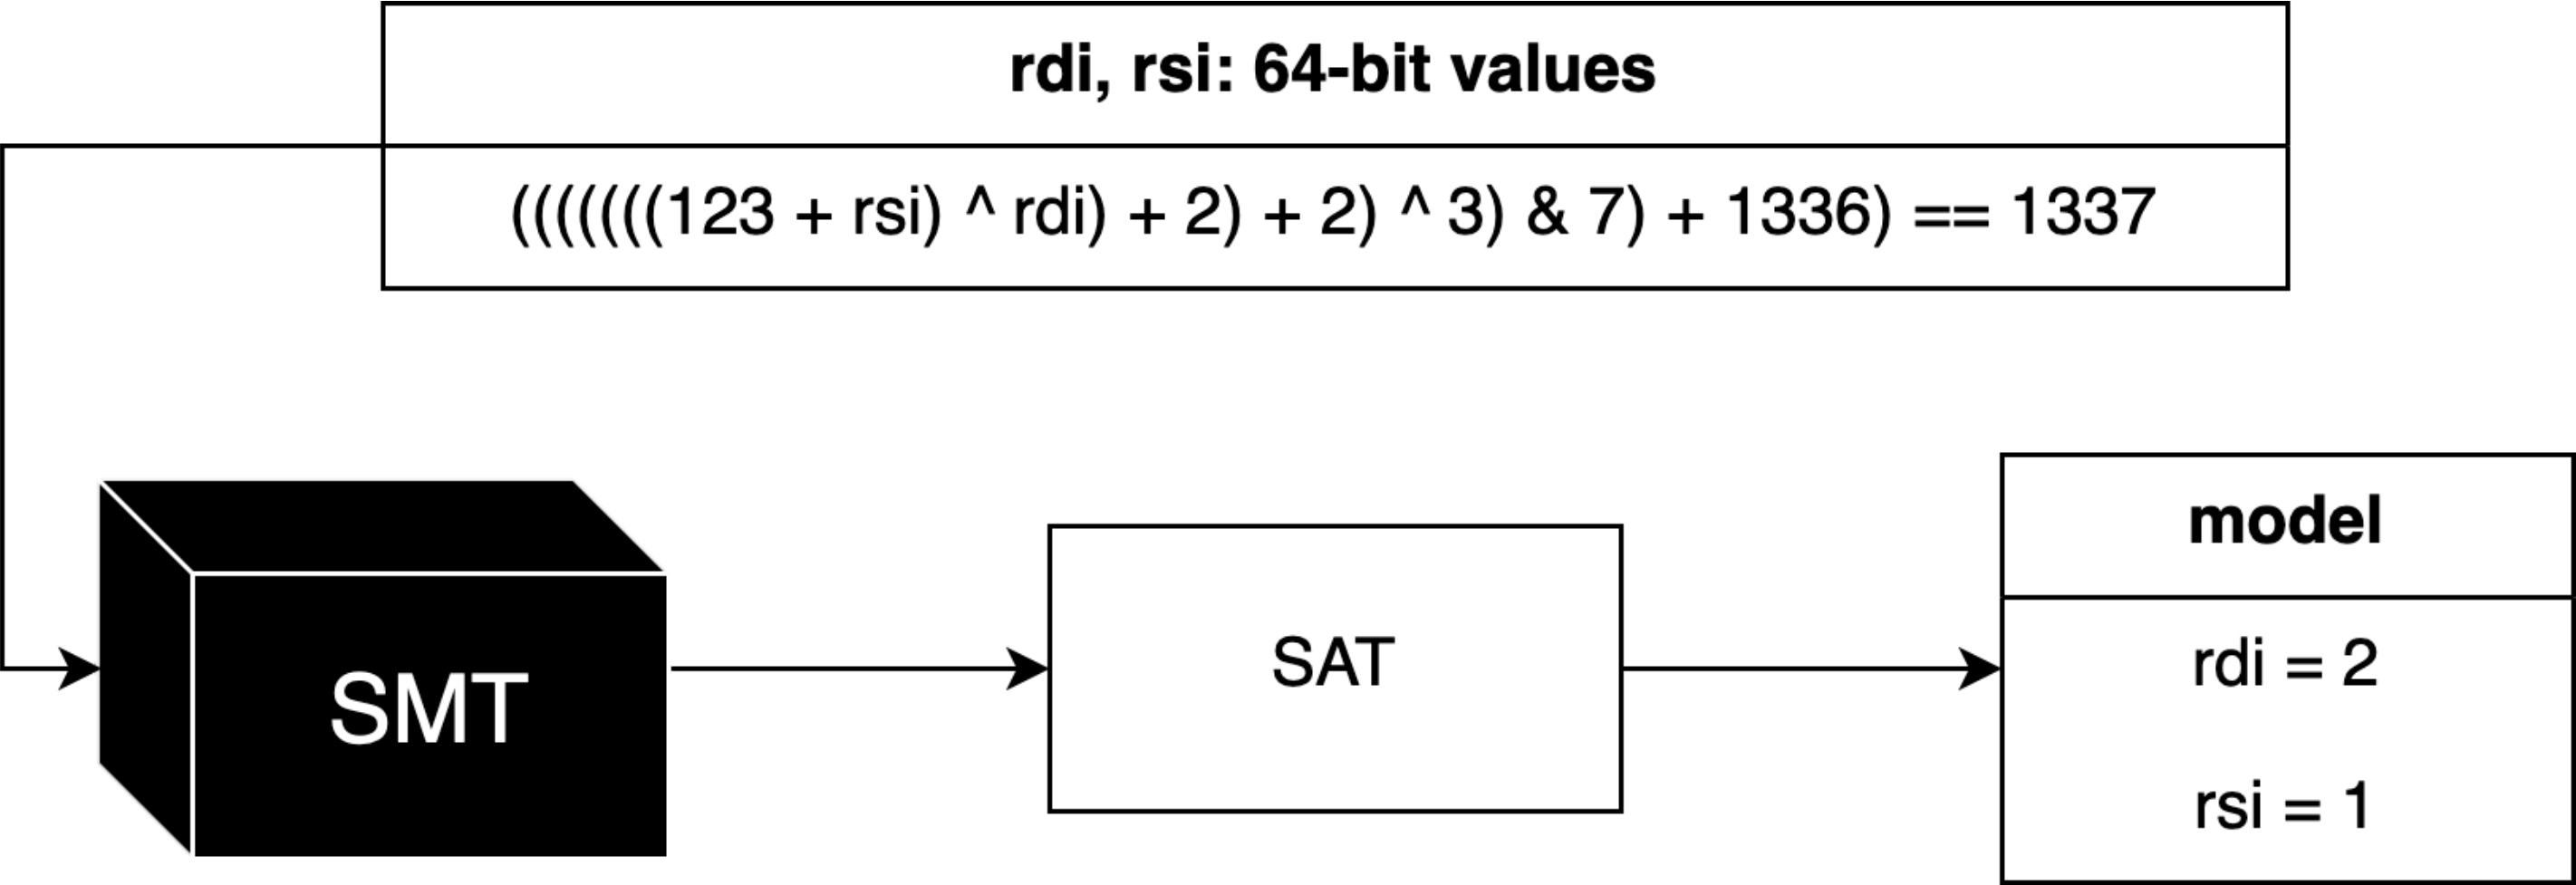 rdi, rsi: 64-bit values
(((((((123 + rsi) ^ rdi) + 2) + 2) ^ 3) & 7) + 1336) == 1337
SMT
SAT
model
rdi = 2
rsi = 1